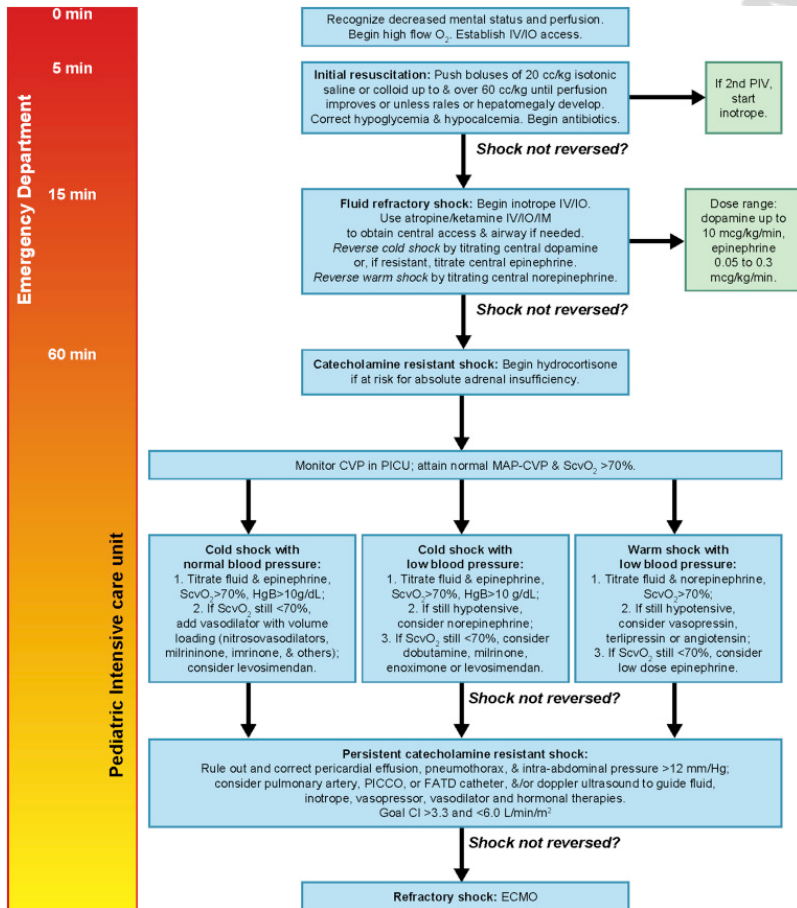 0 min
Recognize decreased mental status and perfusion.
Begin high flow O₂. Establish IV/IO access.
5 min
Initial resuscitation: Push boluses of 20 cc/kg isotonic
saline or colloid up to & over 60 cc/kg until perfusion
improves or unless rales or hepatomegaly develop.
Correct hypoglycemia & hypocalcemia. Begin antibiotics.
If 2nd PIV,
start
inotrope.
Shock not reversed?
Emergency Department
15 min
Fluid refractory shock: Begin inotrope IV/IO.
Use atropine/ketamine IV/IO/IM
to obtain central access & airway if needed.
Reverse cold shock by titrating central dopamine
or, if resistant, titrate central epinephrine.
Reverse warm shock by titrating central norepinephrine.
Dose range:
dopamine up to
10 mcg/kg/min,
epinephrine
0.05 to 0.3
mcg/kg/min.
Shock not reversed?
60 min
Catecholamine resistant shock: Begin hydrocortisone
if at risk for absolute adrenal insufficiency.
Monitor CVP in PICU; attain normal MAP-CVP & ScvO₂ >70%.
Pediatric Intensive care unit
Cold shock with
normal blood pressure:
1. Titrate fluid & epinephrine,
ScvO₂>70%, HgB>10g/dL;
2. If ScvO₂ still <70%,
add vasodilator with volume
loading (nitrosovasodilators,
milrininone, imrinone, & others);
consider levosimendan.
Cold shock with
low blood pressure:
1. Titrate fluid & epinephrine,
ScvO₂>70%, HgB>10 g/dL;
2. If still hypotensive,
consider norepinephrine;
3. If ScvO₂ still <70%, consider
dobutamine, milrinone,
enoximone or levosimendan.
Warm shock with
low blood pressure:
1. Titrate fluid & norepinephrine,
ScvO₂>70%;
2. If still hypotensive,
consider vasopressin,
terlipressin or angiotensin;
3. If ScvO₂ still <70%, consider
low dose epinephrine.
Shock not reversed?
Persistent catecholamine resistant shock:
Rule out and correct pericardial effusion, pneumothorax, & intra-abdominal pressure >12 mm/Hg;
consider pulmonary artery, PICCO, or FATD catheter, &/or doppler ultrasound to guide fluid,
inotrope, vasopressor, vasodilator and hormonal therapies.
Goal CI >3.3 and <6.0 L/min/m²
Shock not reversed?
Refractory shock: ECMO